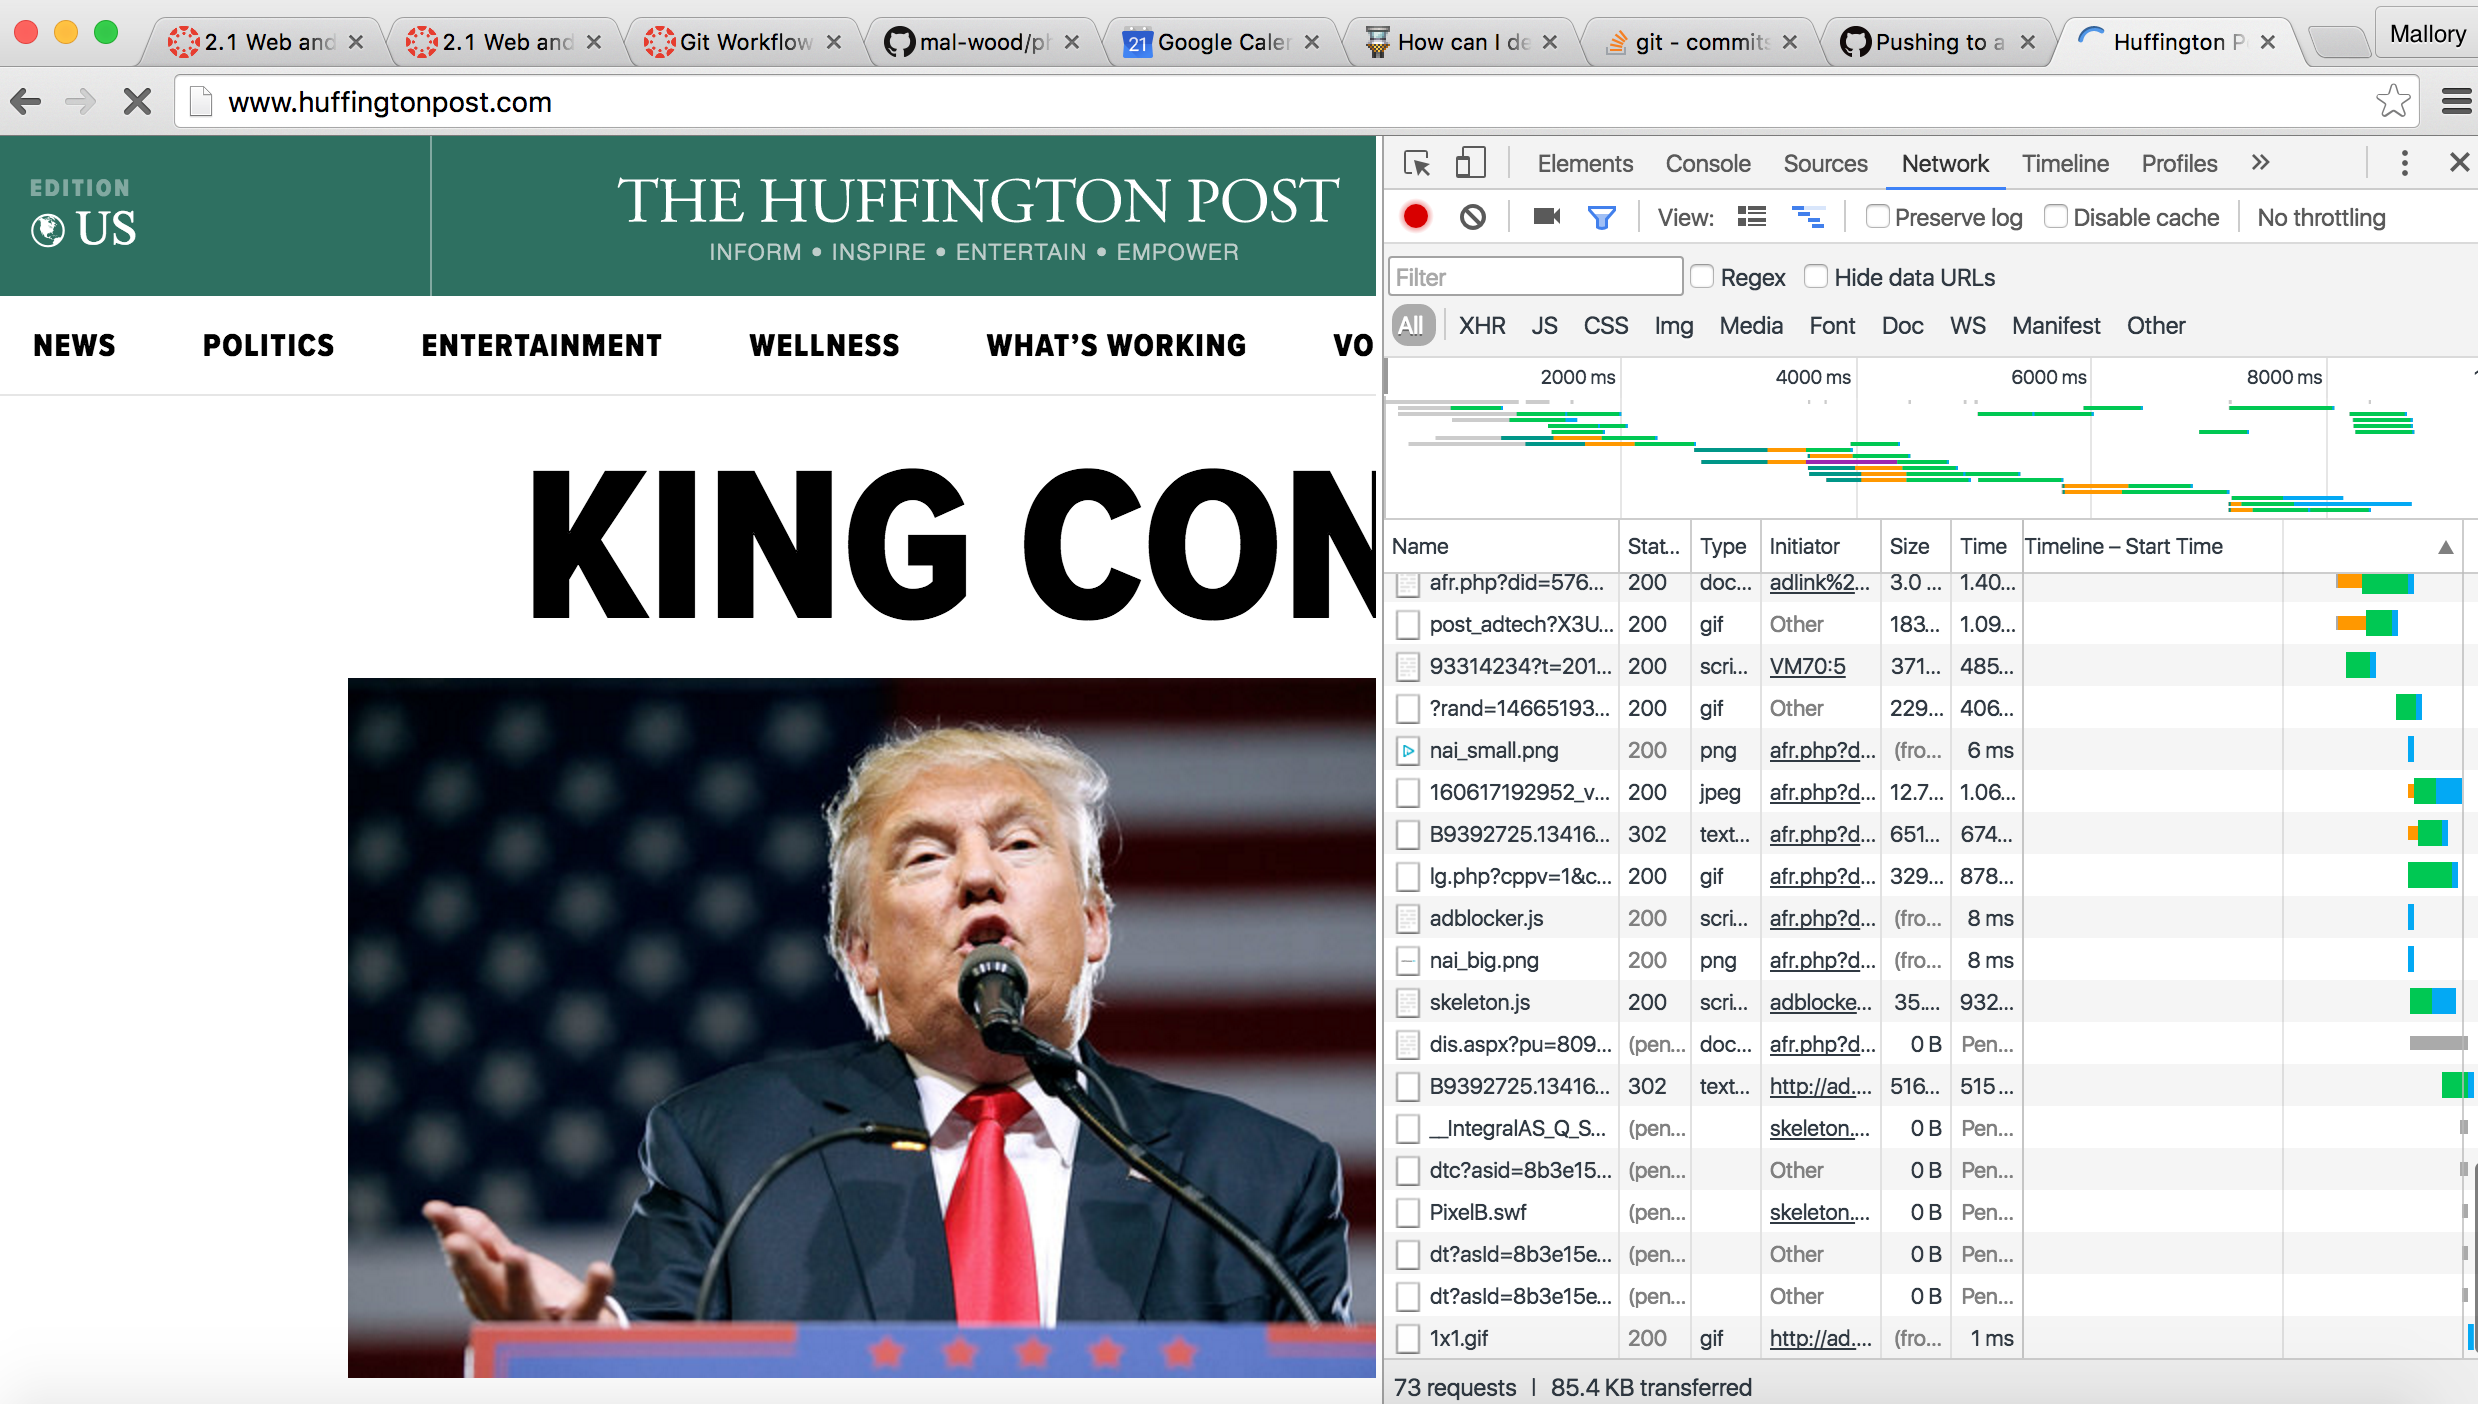 2.1 Web and
2.1 Web and
Git Workflow
mal-wood/ph
21 Google Caler
How can I de
git - commits
Pushing to a
Huffington P
Mallory
www.huffingtonpost.com
EDITION
US
THE HUFFINGTON POST
INFORM • INSPIRE • ENTERTAIN • EMPOWER
NEWS POLITICS ENTERTAINMENT WELLNESS WHAT'S WORKING VO
KING CON
Elements Console Sources Network Timeline Profiles »
View: Preserve log Disable cache No throttling
Filter Regex Hide data URLs
All XHR JS CSS Img Media Font Doc WS Manifest Other
2000 ms 4000 ms 6000 ms 8000 ms
Name Stat... Type Initiator Size Time Timeline – Start Time
afr.php?did=576... 200 doc... adlink%2... 3.0 ... 1.40...
post_adtech?X3U... 200 gif Other 183... 1.09...
93314234?t=201... 200 scri... VM70:5 371... 485...
?rand=14665193... 200 gif Other 229... 406...
nai_small.png 200 png afr.php?d... (fro... 6 ms
160617192952_v... 200 jpeg afr.php?d... 12.7... 1.06...
B9392725.13416... 302 text... afr.php?d... 651... 674...
lg.php?cppv=1&c... 200 gif afr.php?d... 329... 878...
adblocker.js 200 scri... afr.php?d... (fro... 8 ms
nai_big.png 200 png afr.php?d... (fro... 8 ms
skeleton.js 200 scri... adblocke... 35.... 932...
dis.aspx?pu=809... (pen... doc... afr.php?d... 0 B Pen...
B9392725.13416... 302 text... http://ad.... 516... 515 ...
__IntegralAS_Q_S... (pen... skeleton.... 0 B Pen...
dtc?asid=8b3e15... (pen... Other 0 B Pen...
PixelB.swf (pen... skeleton.... 0 B Pen...
dt?asId=8b3e15e... (pen... Other 0 B Pen...
dt?asId=8b3e15e... (pen... Other 0 B Pen...
1x1.gif 200 gif http://ad.... (fro... 1 ms
73 requests | 85.4 KB transferred